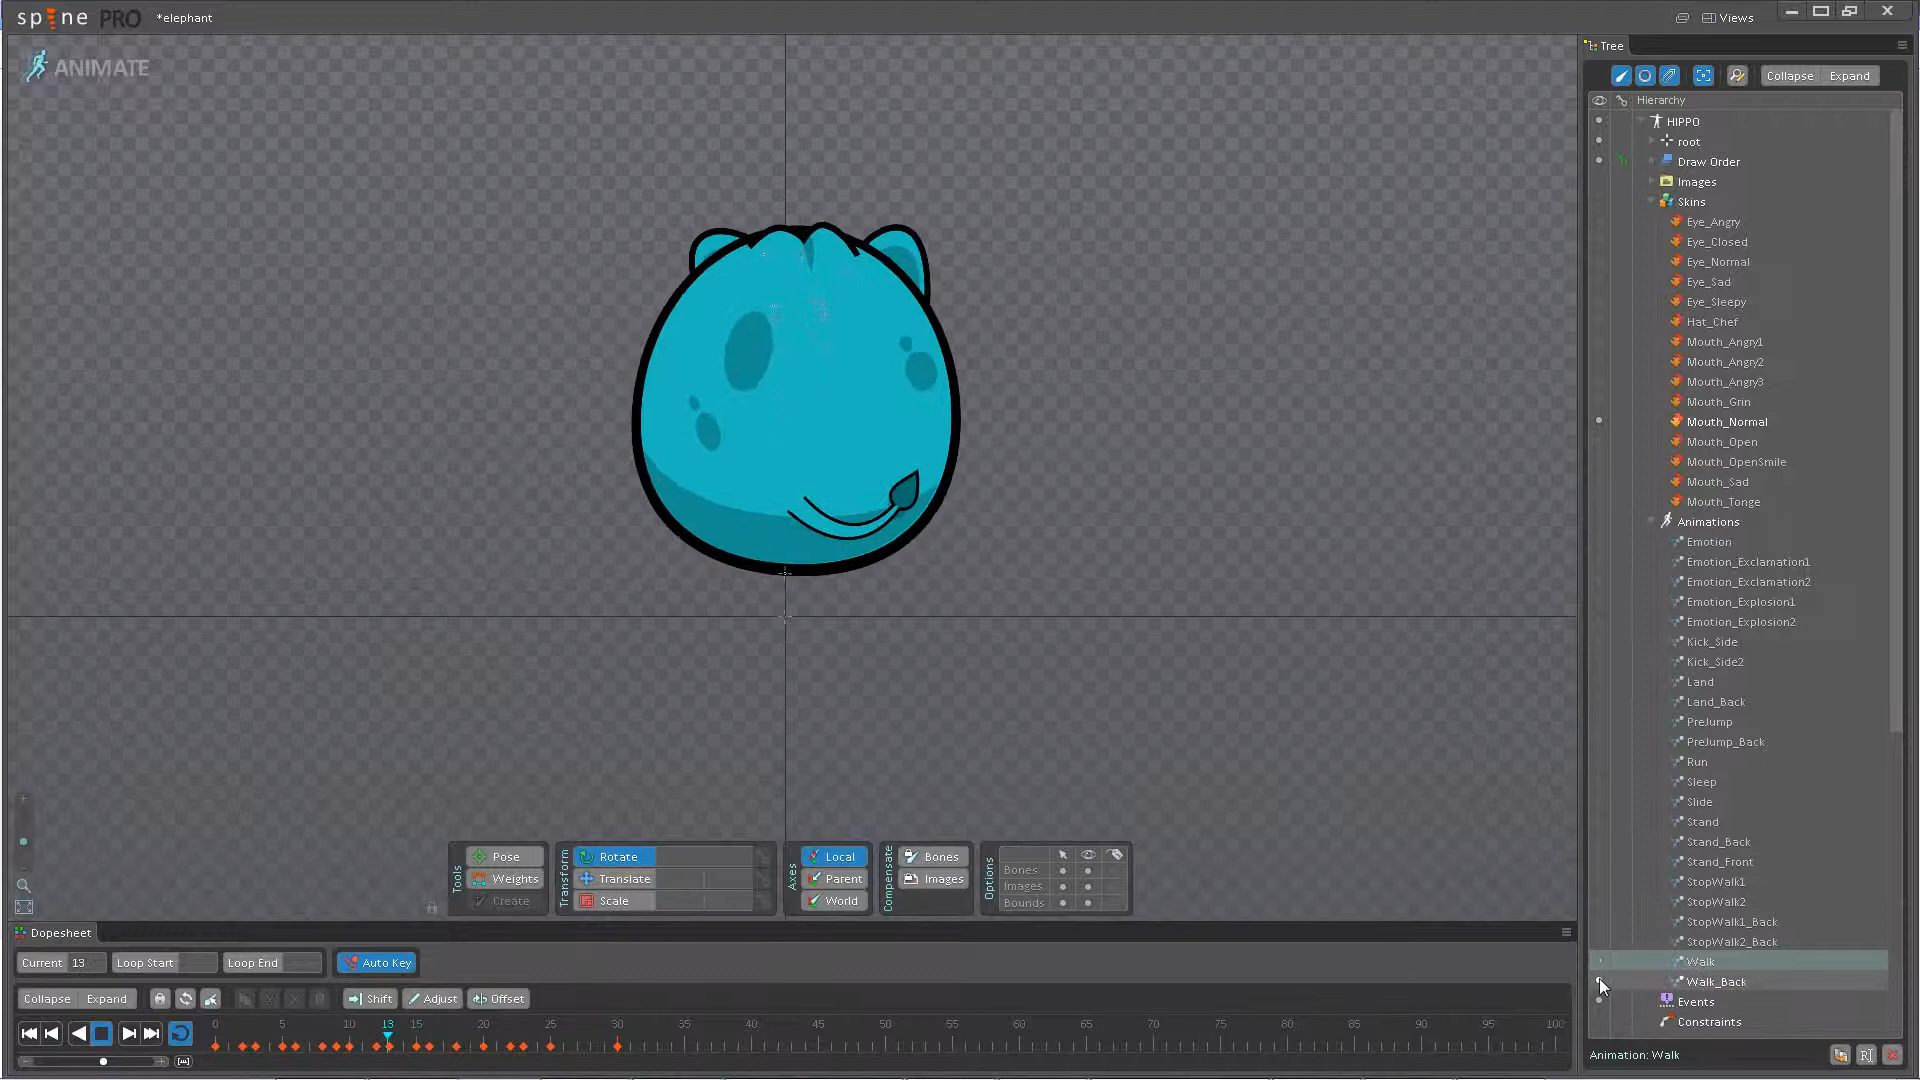 spine PRO *elephant Views
ANIMATE
Tree
Collapse Expand
Hierarchy
HIPPO
root
Draw Order
Images
Skins
Eye_Angry
Eye_Closed
Eye_Normal
Eye_Sad
Eye_Sleepy
Hat_Chef
Mouth_Angry1
Mouth_Angry2
Mouth_Angry3
Mouth_Grin
Mouth_Normal
Mouth_Open
Mouth_OpenSmile
Mouth_Sad
Mouth_Tonge
Animations
Emotion
Emotion_Exclamation1
Emotion_Exclamation2
Emotion_Explosion1
Emotion_Explosion2
Kick_Side
Kick_Side2
Land
Land_Back
PreJump
PreJump_Back
Run
Sleep
Slide
Stand
Stand_Back
Stand_Front
StopWalk1
StopWalk2
StopWalk1_Back
StopWalk2_Back
Walk
Walk_Back
Events
Constraints
Animation: Walk
Tools
Pose
Weights
Create
Transform
Rotate
Translate
Scale
Axes
Local
Parent
World
Compensate
Bones
Images
Options
Bones
Images
Bounds
Dopesheet
Current 13 Loop Start Loop End Auto Key
Collapse Expand Shift Adjust Offset
0 5 10 13 15 20 25 30 35 40 45 50 55 60 65 70 75 80 85 90 95 100